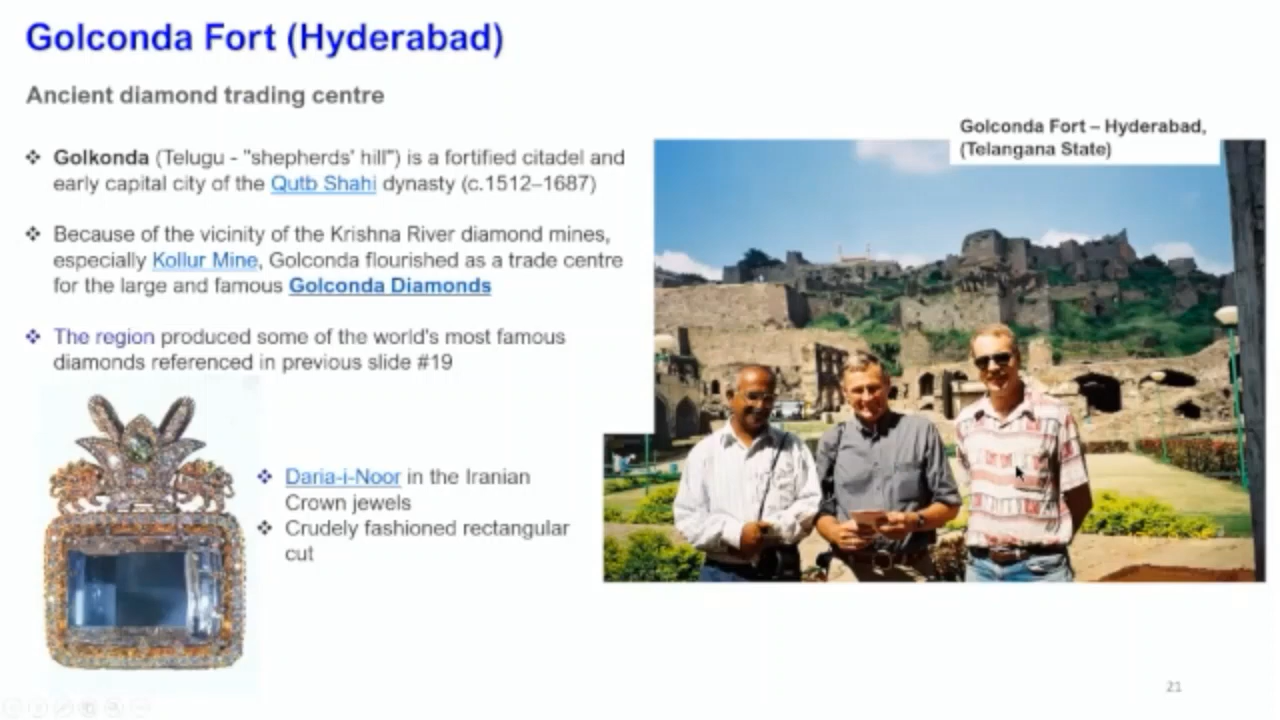 Golconda Fort (Hyderabad)
Ancient diamond trading centre
Golconda Fort – Hyderabad,
(Telangana State)
❖ Golkonda (Telugu - "shepherds' hill") is a fortified citadel and
early capital city of the Qutb Shahi dynasty (c.1512–1687)
❖ Because of the vicinity of the Krishna River diamond mines,
especially Kollur Mine, Golconda flourished as a trade centre
for the large and famous Golconda Diamonds
❖ The region produced some of the world's most famous
diamonds referenced in previous slide #19
❖ Daria-i-Noor in the Iranian
Crown jewels
❖ Crudely fashioned rectangular
cut
21